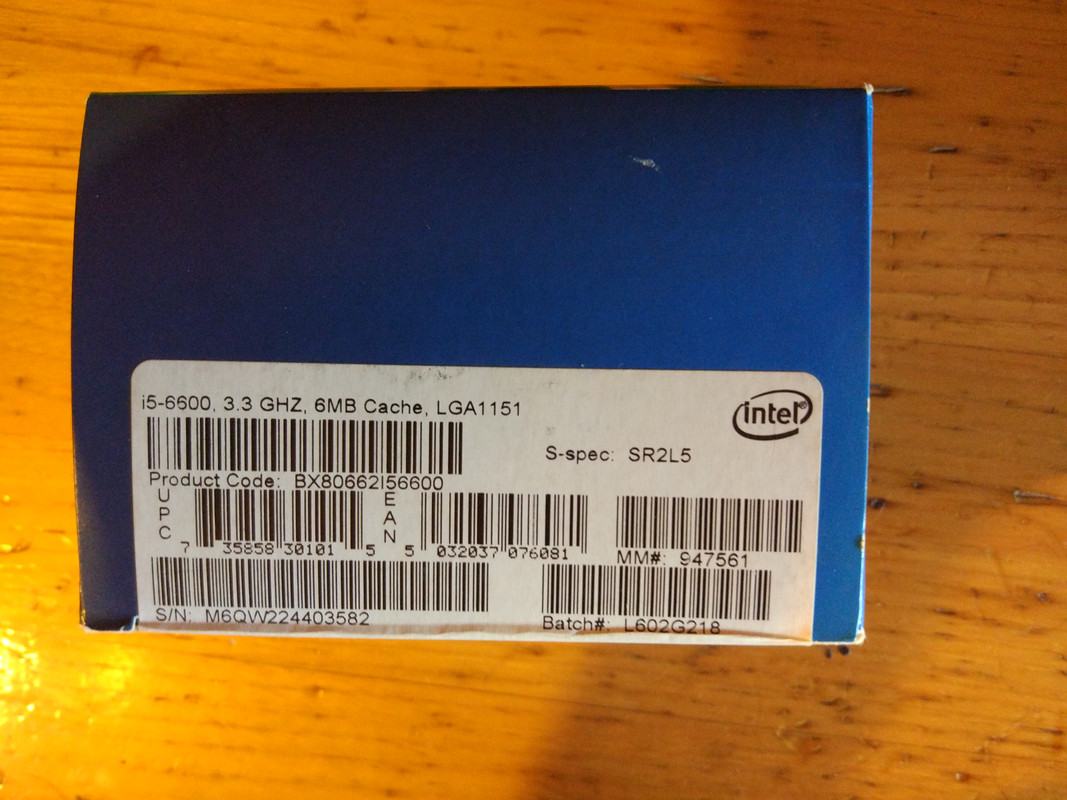 i5-6600, 3.3 GHZ, 6MB Cache, LGA1151
intel®
S-spec: SR2L5
Product Code: BX80662I56600
UPC
7 35858 30101 5
EAN
5 032037 076081
MM#: 947561
S/N: M6QW224403582
Batch#: L602G218